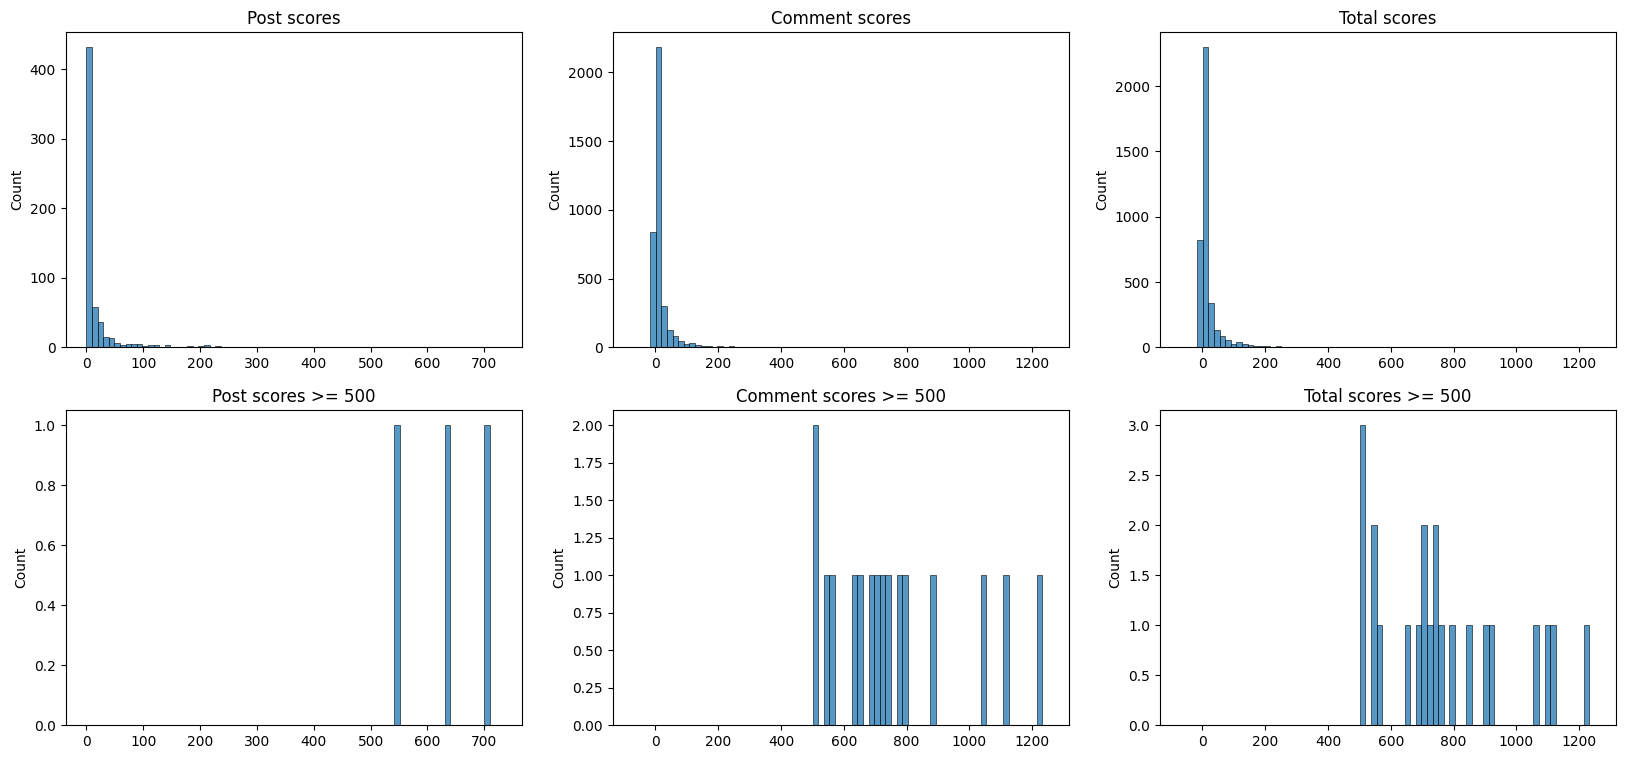 Post scores
Count
400
300
200
100
0
0 100 200 300 400 500 600 700
Comment scores
Count
2000
1500
1000
500
0
0 200 400 600 800 1000 1200
Total scores
Count
2000
1500
1000
500
0
0 200 400 600 800 1000 1200
Post scores >= 500
Count
1.0
0.8
0.6
0.4
0.2
0.0
0 100 200 300 400 500 600 700
Comment scores >= 500
Count
2.00
1.75
1.50
1.25
1.00
0.75
0.50
0.25
0.00
0 200 400 600 800 1000 1200
Total scores >= 500
Count
3.0
2.5
2.0
1.5
1.0
0.5
0.0
0 200 400 600 800 1000 1200